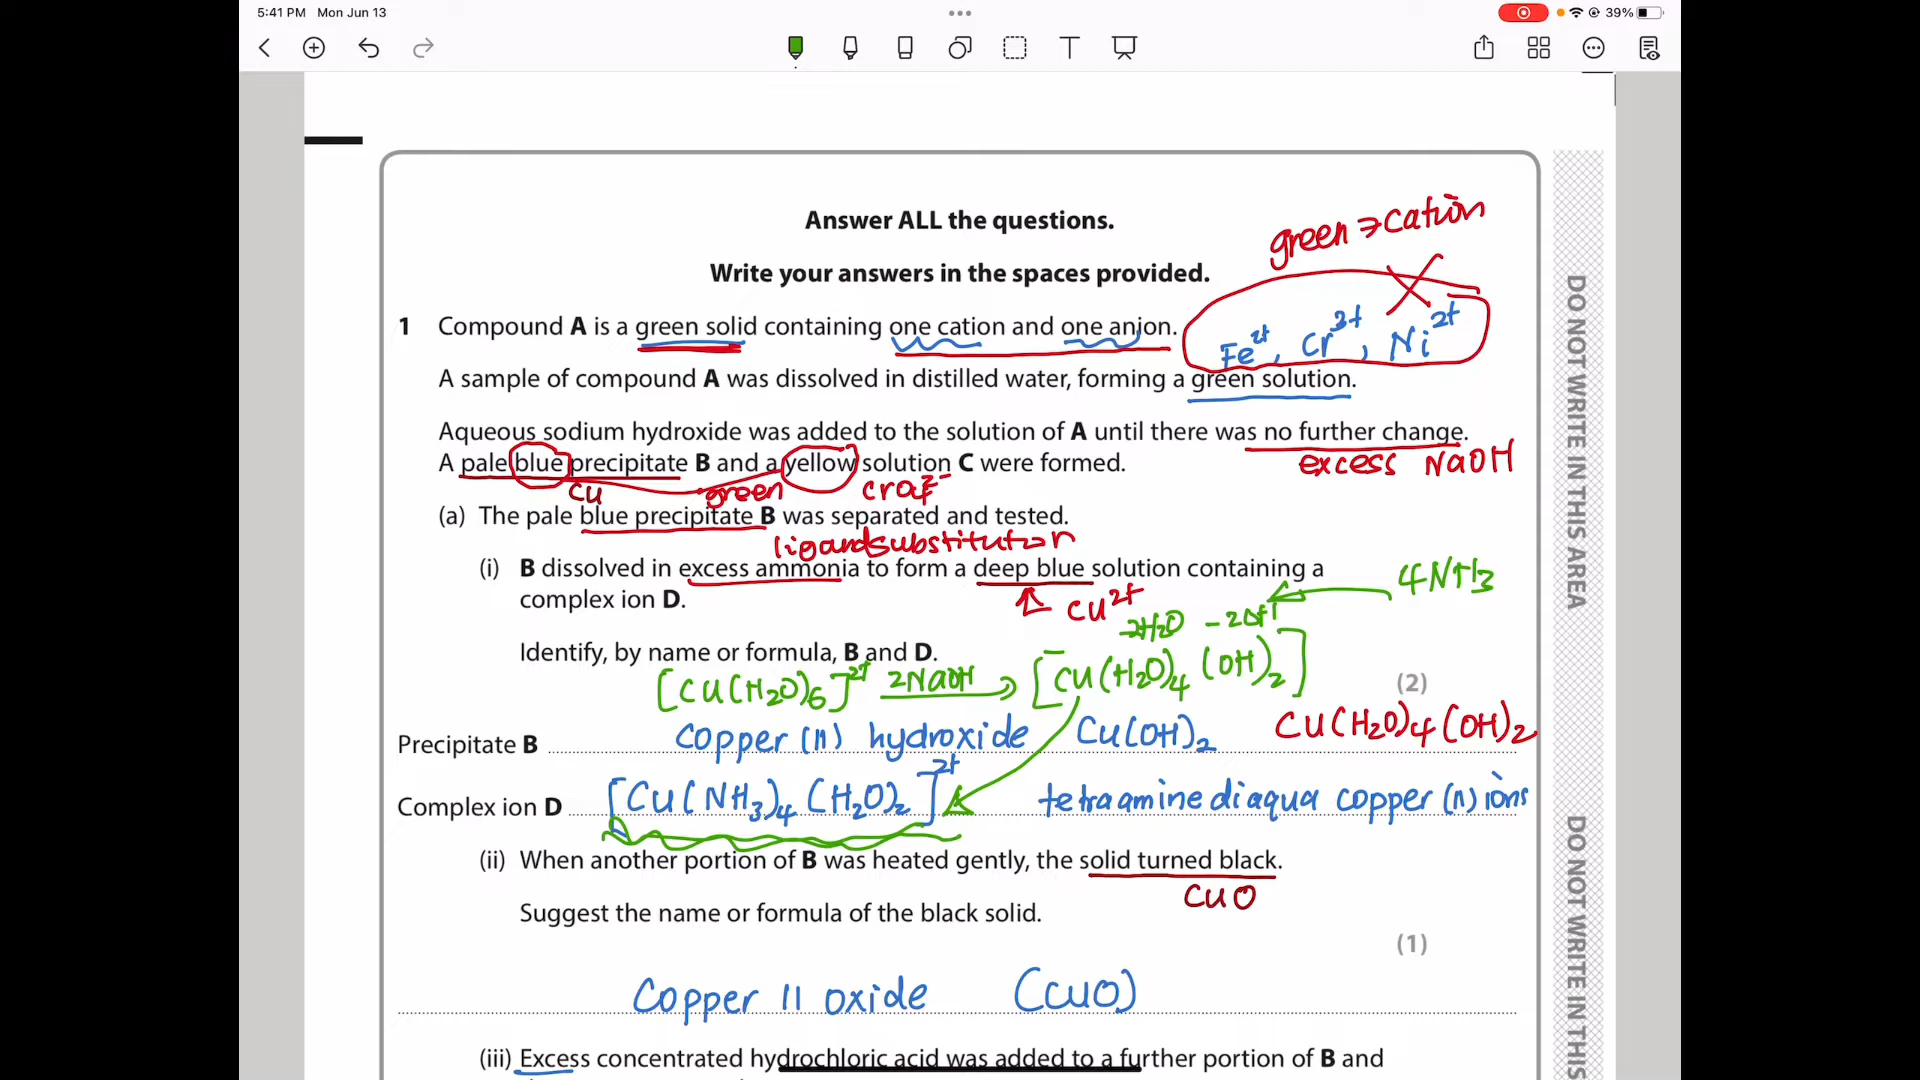 5:41 PM Mon Jun 13
39%
T
Answer ALL the questions.
green → cation
Write your answers in the spaces provided.
1 Compound A is a green solid containing one cation and one anion.
Fe2+, Cr3+, Ni2+
A sample of compound A was dissolved in distilled water, forming a green solution.
Aqueous sodium hydroxide was added to the solution of A until there was no further change.
excess NaOH
A pale blue precipitate B and a yellow solution C were formed.
Cu green CrO42-
(a) The pale blue precipitate B was separated and tested.
ligand substitution
(i) B dissolved in excess ammonia to form a deep blue solution containing a
4NH3
complex ion D.
Cu2+
-2H2O -2OH-
Identify, by name or formula, B and D.
[Cu(H2O)6]2+ 2NaOH → [Cu(H2O)4(OH)2]
(2)
Cu(H2O)4(OH)2
Precipitate B copper (II) hydroxide Cu(OH)2
Complex ion D [Cu(NH3)4(H2O)2]2+ tetraaminediaqua copper (II) ions
(ii) When another portion of B was heated gently, the solid turned black.
CuO
Suggest the name or formula of the black solid.
(1)
Copper II oxide (CuO)
(iii) Excess concentrated hydrochloric acid was added to a further portion of B and
DO NOT WRITE IN THIS AREA
DO NOT WRITE IN THIS